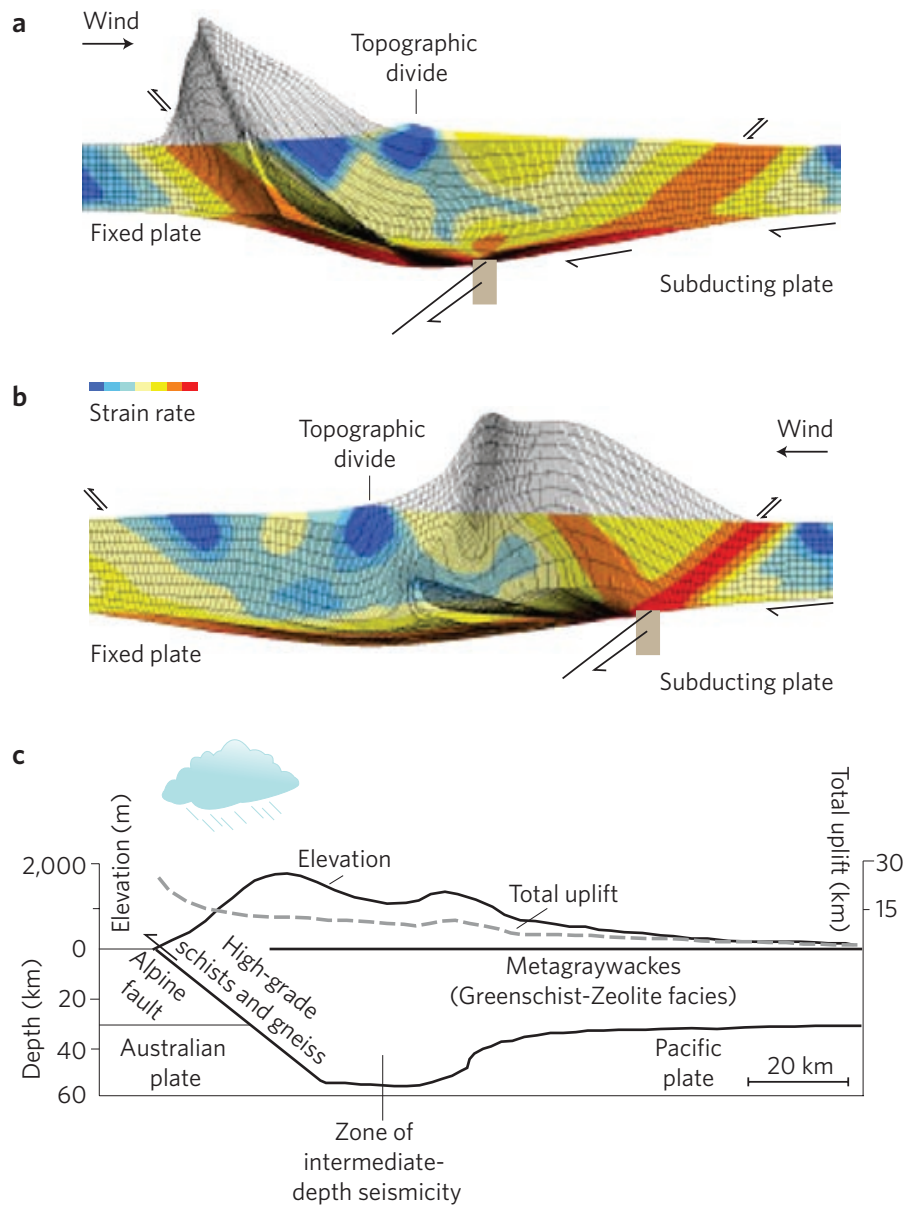 a
Wind
Topographic
divide
Fixed plate
Subducting plate
b
Strain rate
Topographic
divide
Wind
Fixed plate
Subducting plate
c
Elevation (m)
Total uplift (km)
2,000
0
30
15
Elevation
Total uplift
High-grade
schists and gneiss
Alpine
fault
Metagraywackes
(Greenschist-Zeolite facies)
Depth (km)
20
40
60
Australian
plate
Pacific
plate
20 km
Zone of
intermediate-
depth seismicity